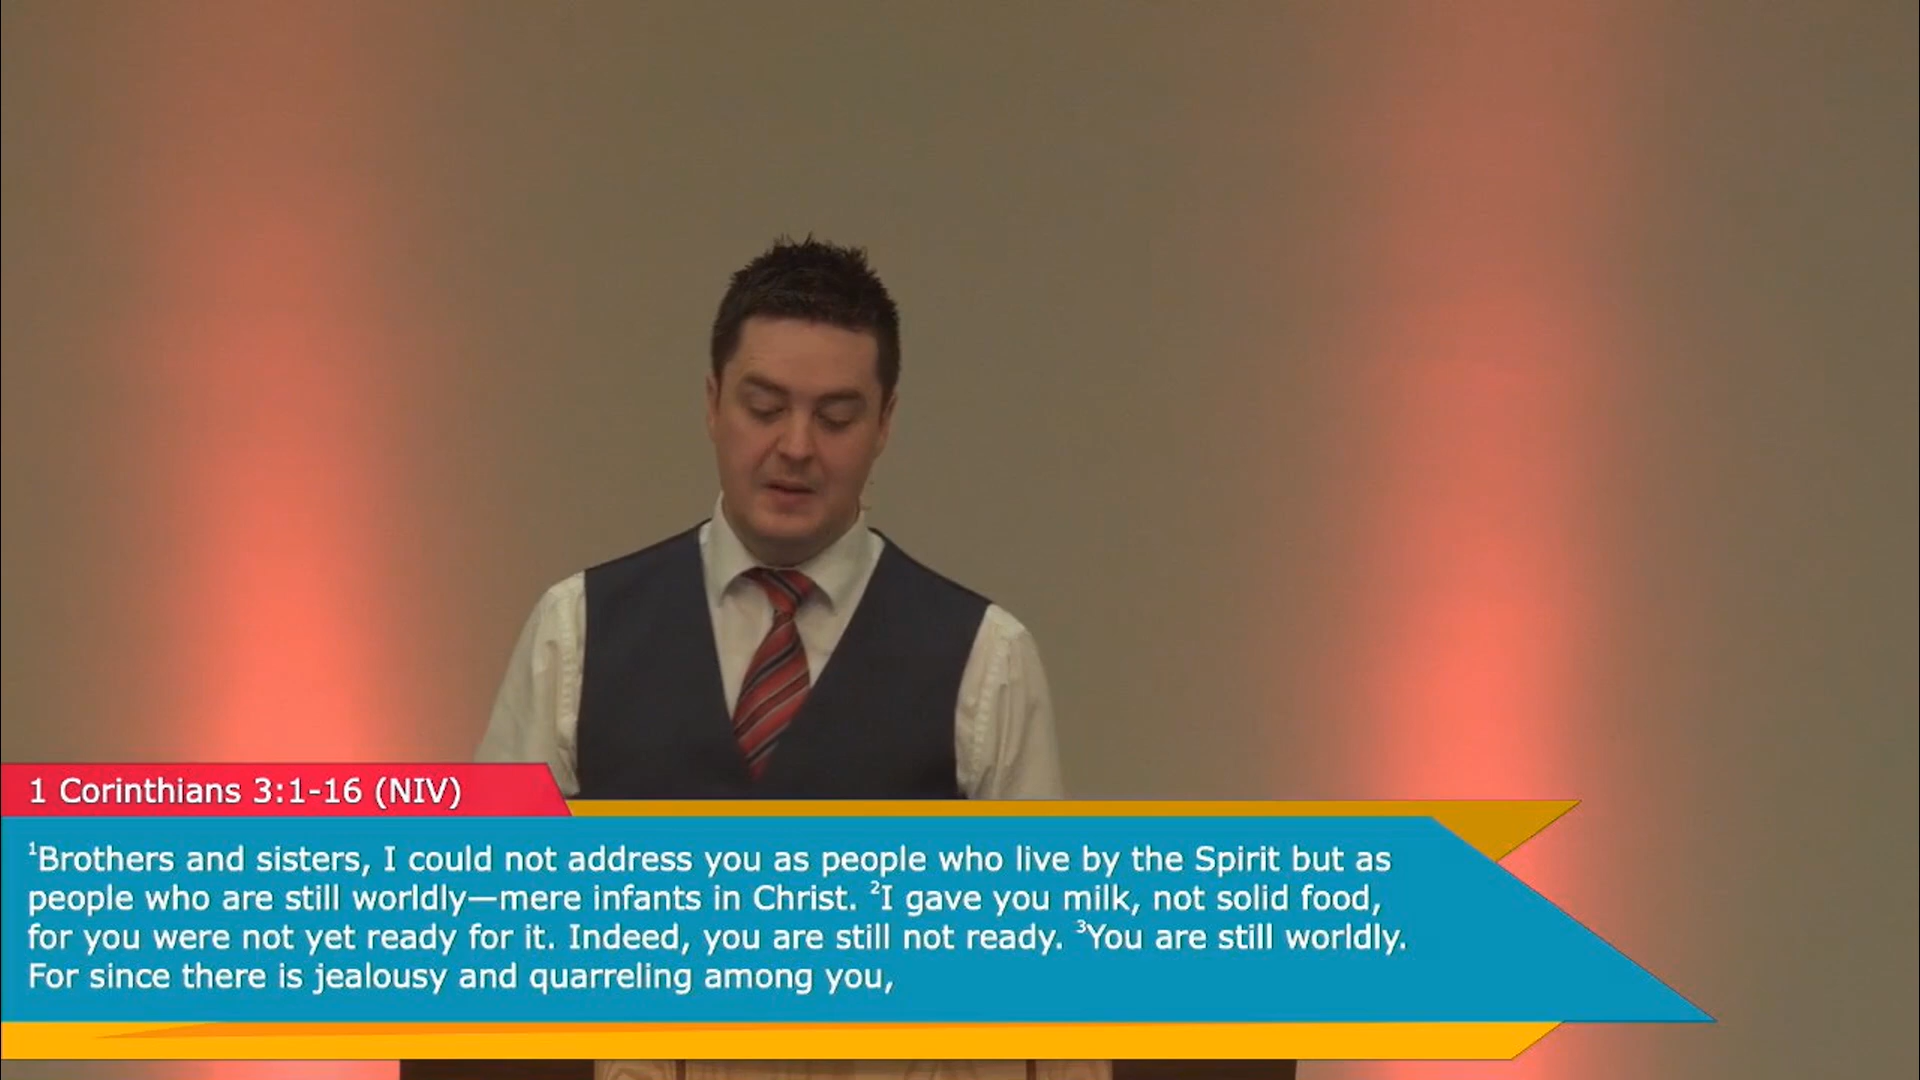 1 Corinthians 3:1-16 (NIV)
¹Brothers and sisters, I could not address you as people who live by the Spirit but as
people who are still worldly—mere infants in Christ. ²I gave you milk, not solid food,
for you were not yet ready for it. Indeed, you are still not ready. ³You are still worldly.
For since there is jealousy and quarreling among you,